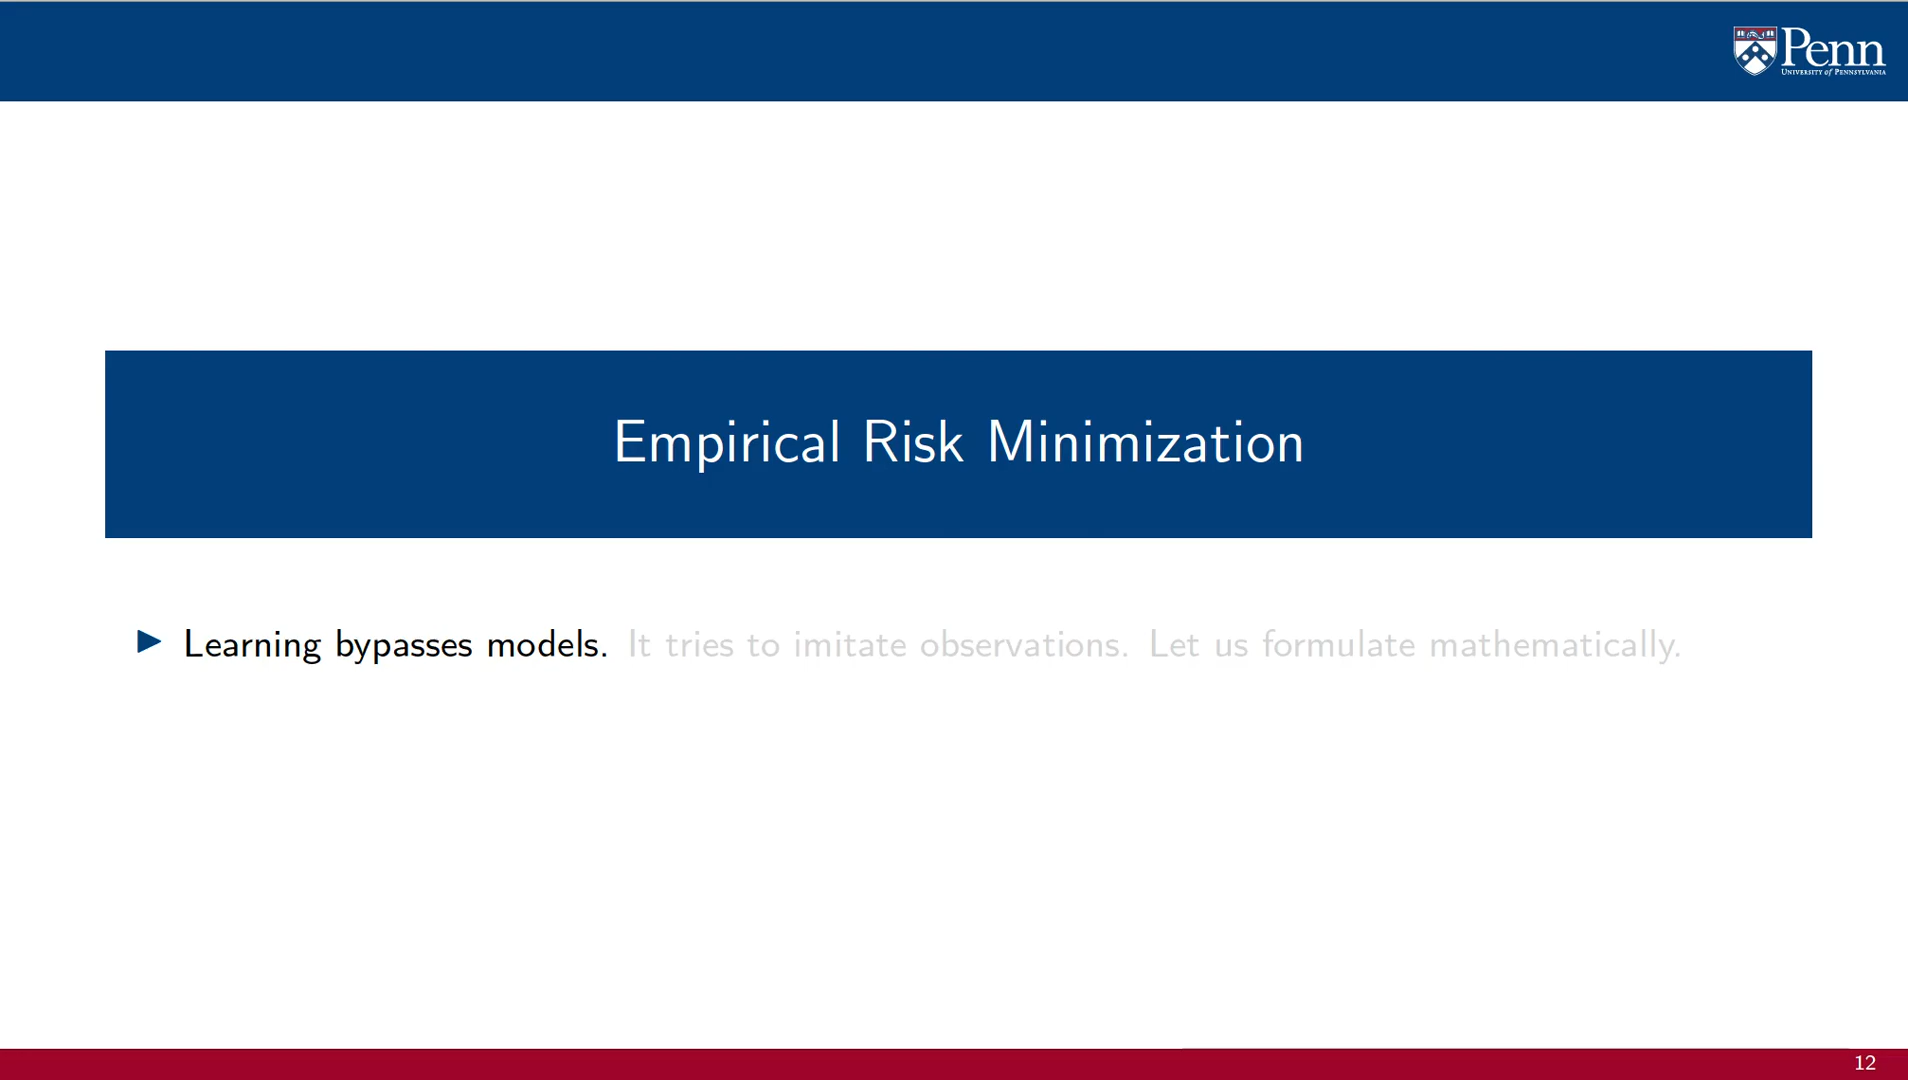 Penn
UNIVERSITY of PENNSYLVANIA
Empirical Risk Minimization
▶ Learning bypasses models. It tries to imitate observations. Let us formulate mathematically.
12